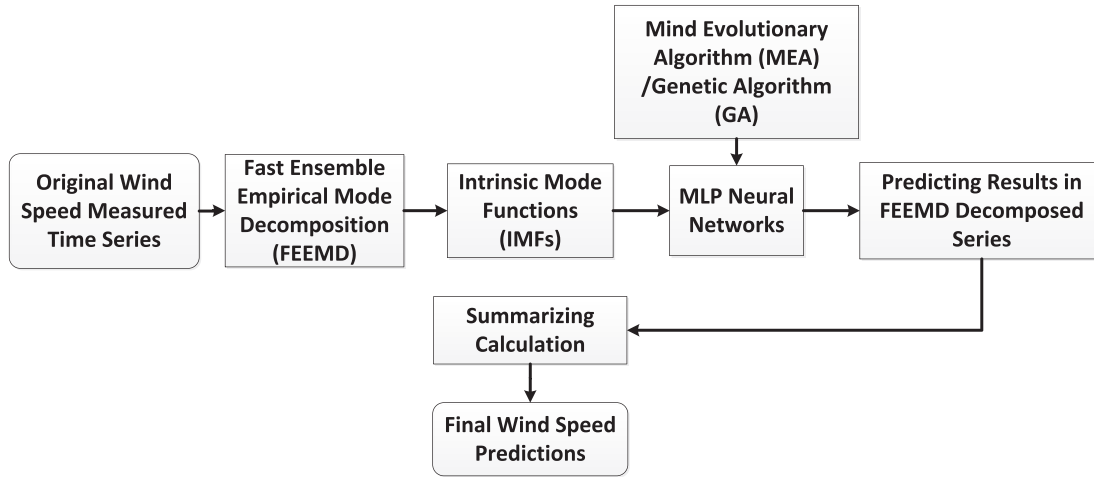 Mind Evolutionary
Algorithm (MEA)
/Genetic Algorithm
(GA)
Original Wind
Speed Measured
Time Series
Fast Ensemble
Empirical Mode
Decomposition
(FEEMD)
Intrinsic Mode
Functions
(IMFs)
MLP Neural
Networks
Predicting Results in
FEEMD Decomposed
Series
Summarizing
Calculation
Final Wind Speed
Predictions